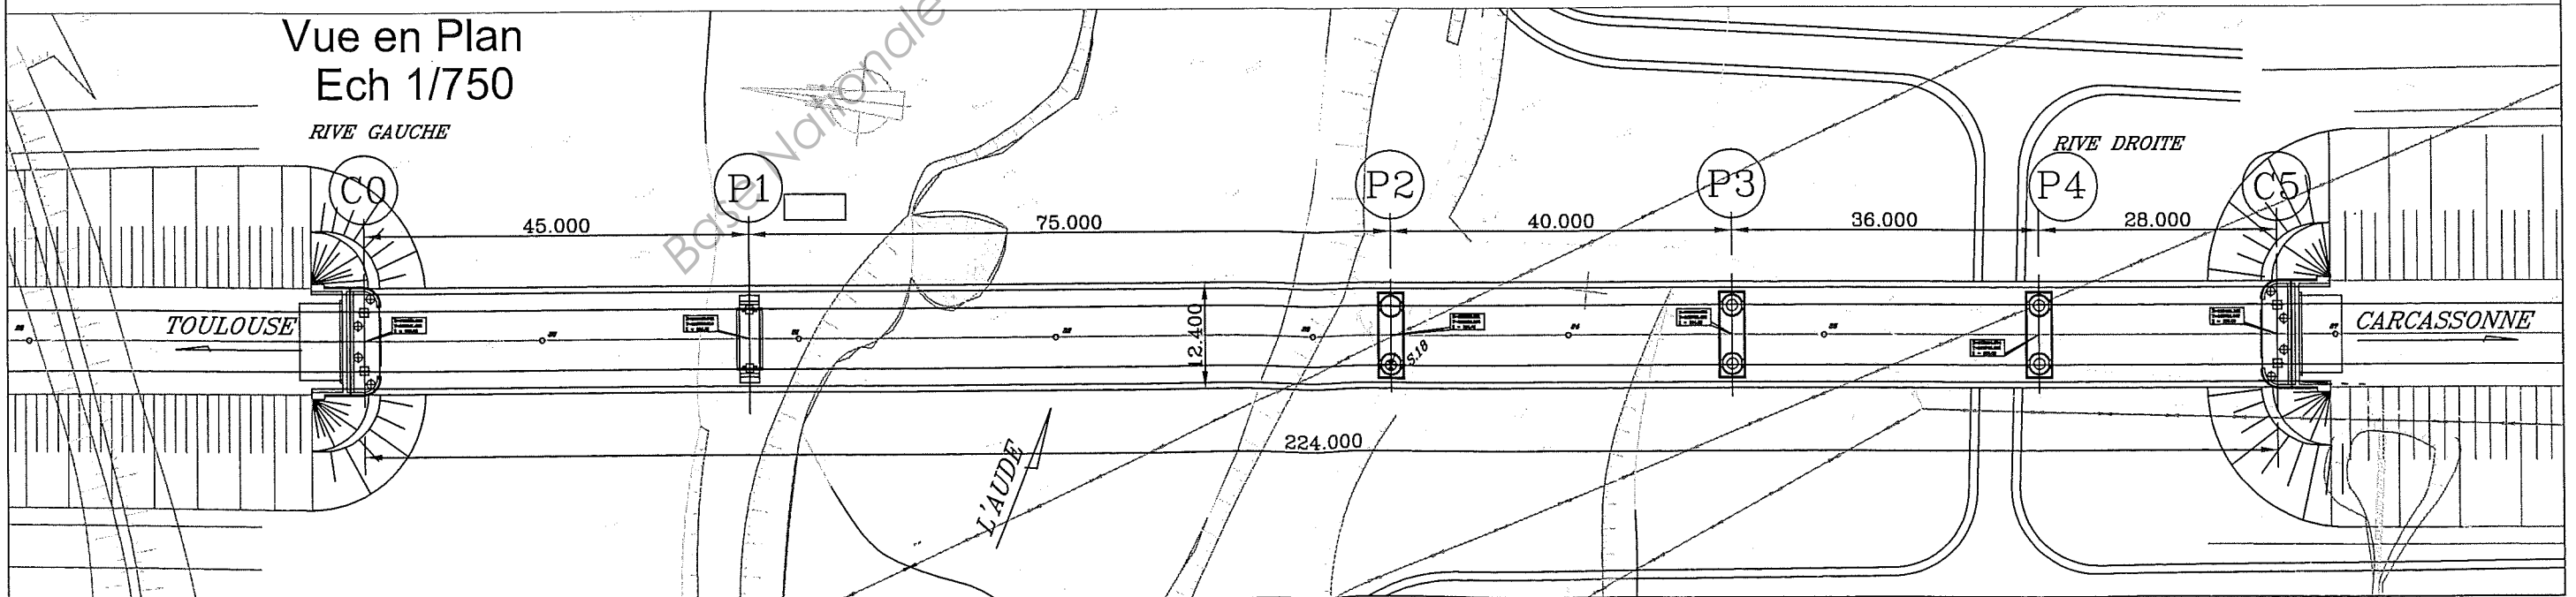 Vue en Plan
Ech 1/750
Base Nationale
RIVE GAUCHE
RIVE DROITE
C0
P1
P2
P3
P4
C5
45.000
75.000
40.000
36.000
28.000
TOULOUSE
12.400
S.18
CARCASSONNE
224.000
L'AUDE